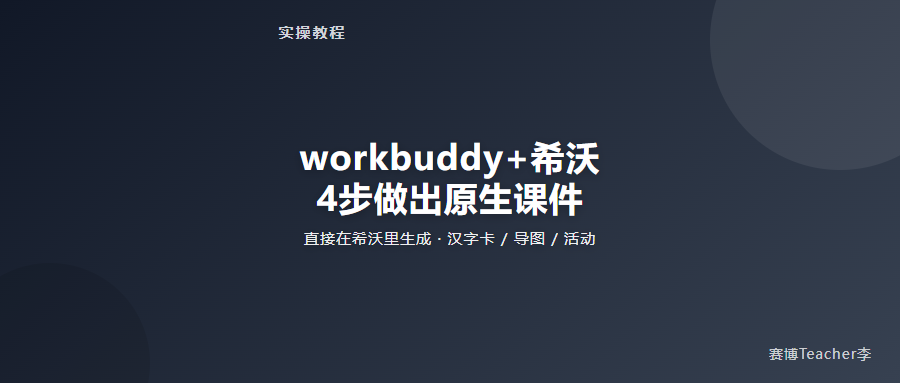 实操教程
workbuddy+希沃
4步做出原生课件
直接在希沃里生成 · 汉字卡 / 导图 / 活动
赛博Teacher李